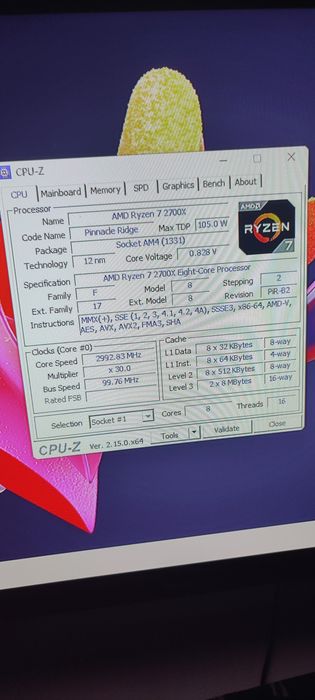 CPU-Z
CPU Mainboard Memory SPD Graphics Bench About
Processor
Name AMD Ryzen 7 2700X
Code Name Pinnacle Ridge Max TDP 105.0 W
Package Socket AM4 (1331)
Technology 12 nm Core Voltage 0.828 V
AMD RYZEN 7
Specification AMD Ryzen 7 2700X Eight-Core Processor
Family F Model 8 Stepping 2
Ext. Family 17 Ext. Model 8 Revision PiR-B2
Instructions MMX(+), SSE (1, 2, 3, 4.1, 4.2, 4A), SSSE3, x86-64, AMD-V,
AES, AVX, AVX2, FMA3, SHA
Clocks (Core #0)
Core Speed 2992.83 MHz
Multiplier x 30.0
Bus Speed 99.76 MHz
Rated FSB
Cache
L1 Data 8 x 32 KBytes 8-way
L1 Inst. 8 x 64 KBytes 4-way
Level 2 8 x 512 KBytes 8-way
Level 3 2 x 8 MBytes 16-way
Selection Socket #1 Cores 8 Threads 16
CPU-Z Ver. 2.15.0.x64 Tools Validate Close